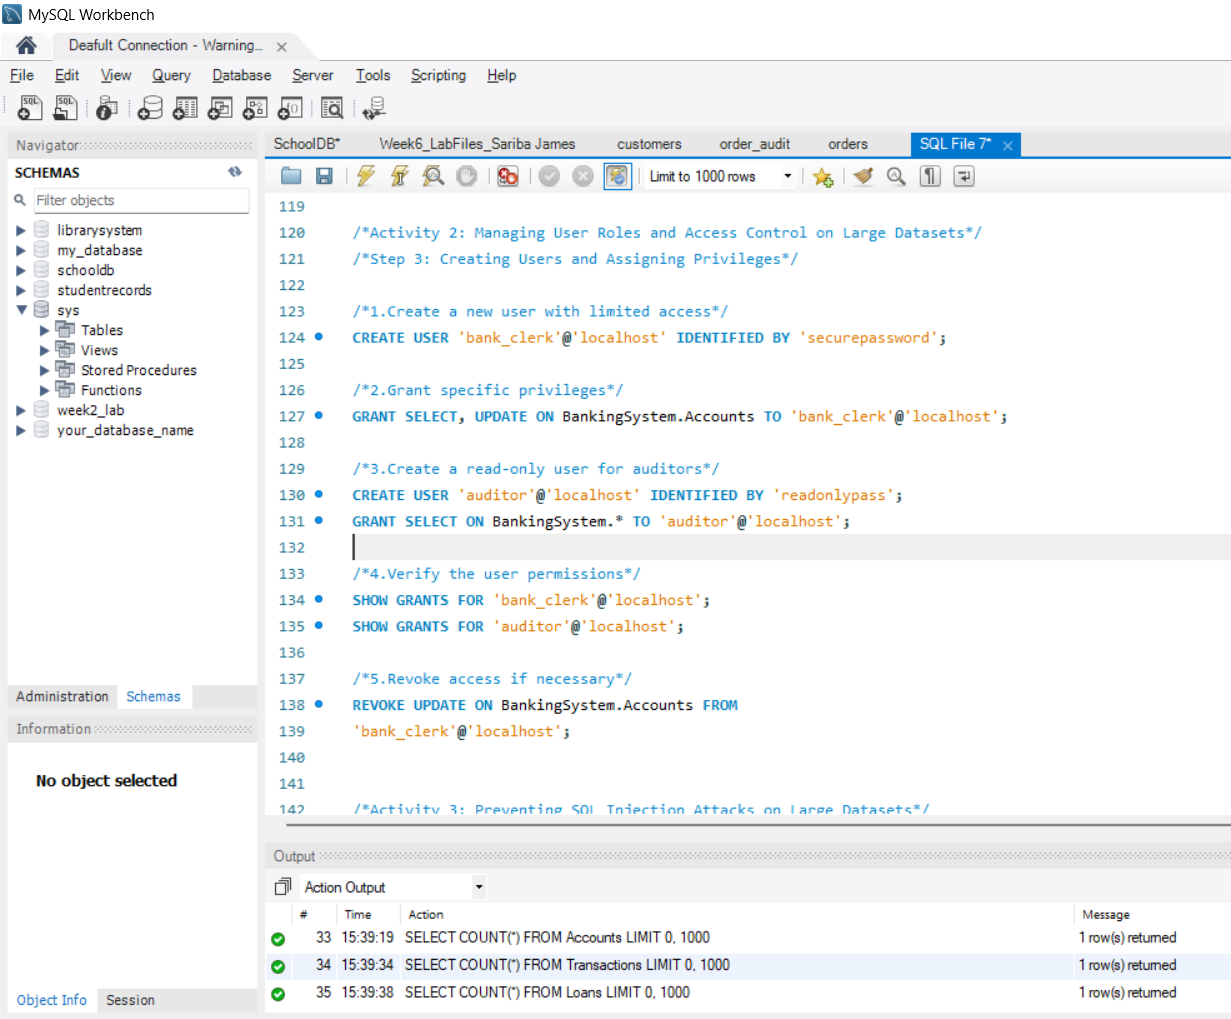 MySQL Workbench
Deafult Connection - Warning... ×
File Edit View Query Database Server Tools Scripting Help
Navigator
SCHEMAS
Filter objects
librarysystem
my_database
schooldb
studentrecords
sys
Tables
Views
Stored Procedures
Functions
week2_lab
your_database_name
Administration Schemas
Information
No object selected
Object Info Session
SchoolDB* Week6_LabFiles_Sariba James customers order_audit orders SQL File 7* ×
Limit to 1000 rows
119
120 /*Activity 2: Managing User Roles and Access Control on Large Datasets*/
121 /*Step 3: Creating Users and Assigning Privileges*/
122
123 /*1.Create a new user with limited access*/
124 CREATE USER 'bank_clerk'@'localhost' IDENTIFIED BY 'securepassword';
125
126 /*2.Grant specific privileges*/
127 GRANT SELECT, UPDATE ON BankingSystem.Accounts TO 'bank_clerk'@'localhost';
128
129 /*3.Create a read-only user for auditors*/
130 CREATE USER 'auditor'@'localhost' IDENTIFIED BY 'readonlypass';
131 GRANT SELECT ON BankingSystem.* TO 'auditor'@'localhost';
132
133 /*4.Verify the user permissions*/
134 SHOW GRANTS FOR 'bank_clerk'@'localhost';
135 SHOW GRANTS FOR 'auditor'@'localhost';
136
137 /*5.Revoke access if necessary*/
138 REVOKE UPDATE ON BankingSystem.Accounts FROM
139 'bank_clerk'@'localhost';
140
141
142 /*Activity 3: Preventing SQL Injection Attacks on Large Datasets*/
Output
Action Output
# Time Action Message
33 15:39:19 SELECT COUNT(*) FROM Accounts LIMIT 0, 1000 1 row(s) returned
34 15:39:34 SELECT COUNT(*) FROM Transactions LIMIT 0, 1000 1 row(s) returned
35 15:39:38 SELECT COUNT(*) FROM Loans LIMIT 0, 1000 1 row(s) returned